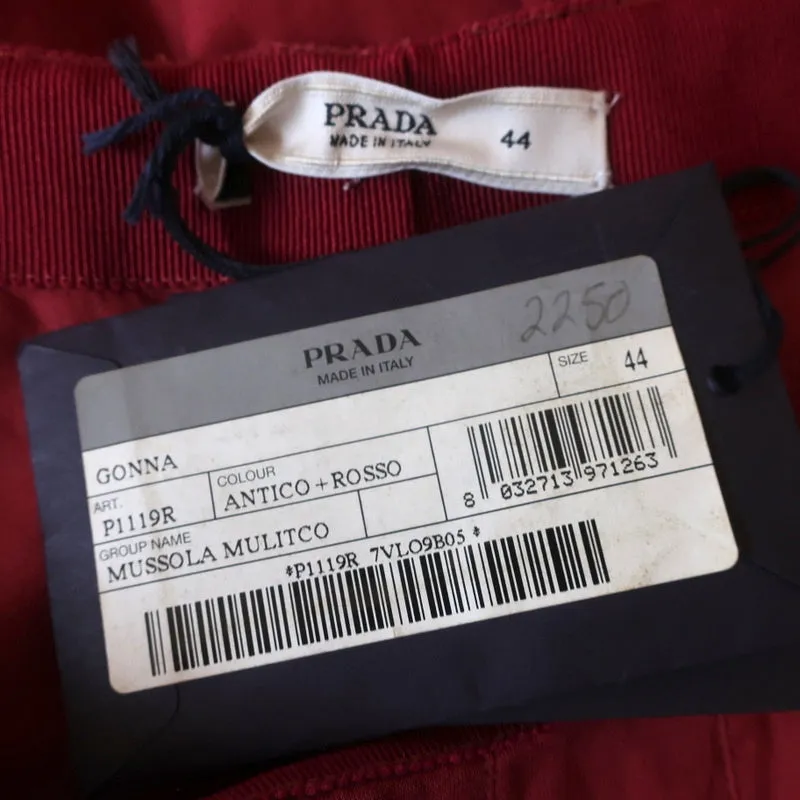 PRADA
MADE IN ITALY
44
2250
PRADA
MADE IN ITALY
SIZE 44
GONNA
ART. P1119R
COLOUR ANTICO+ROSSO
GROUP NAME
MUSSOLA MULITCO
8 032713 971263
*P1119R 7VLO9B05 *